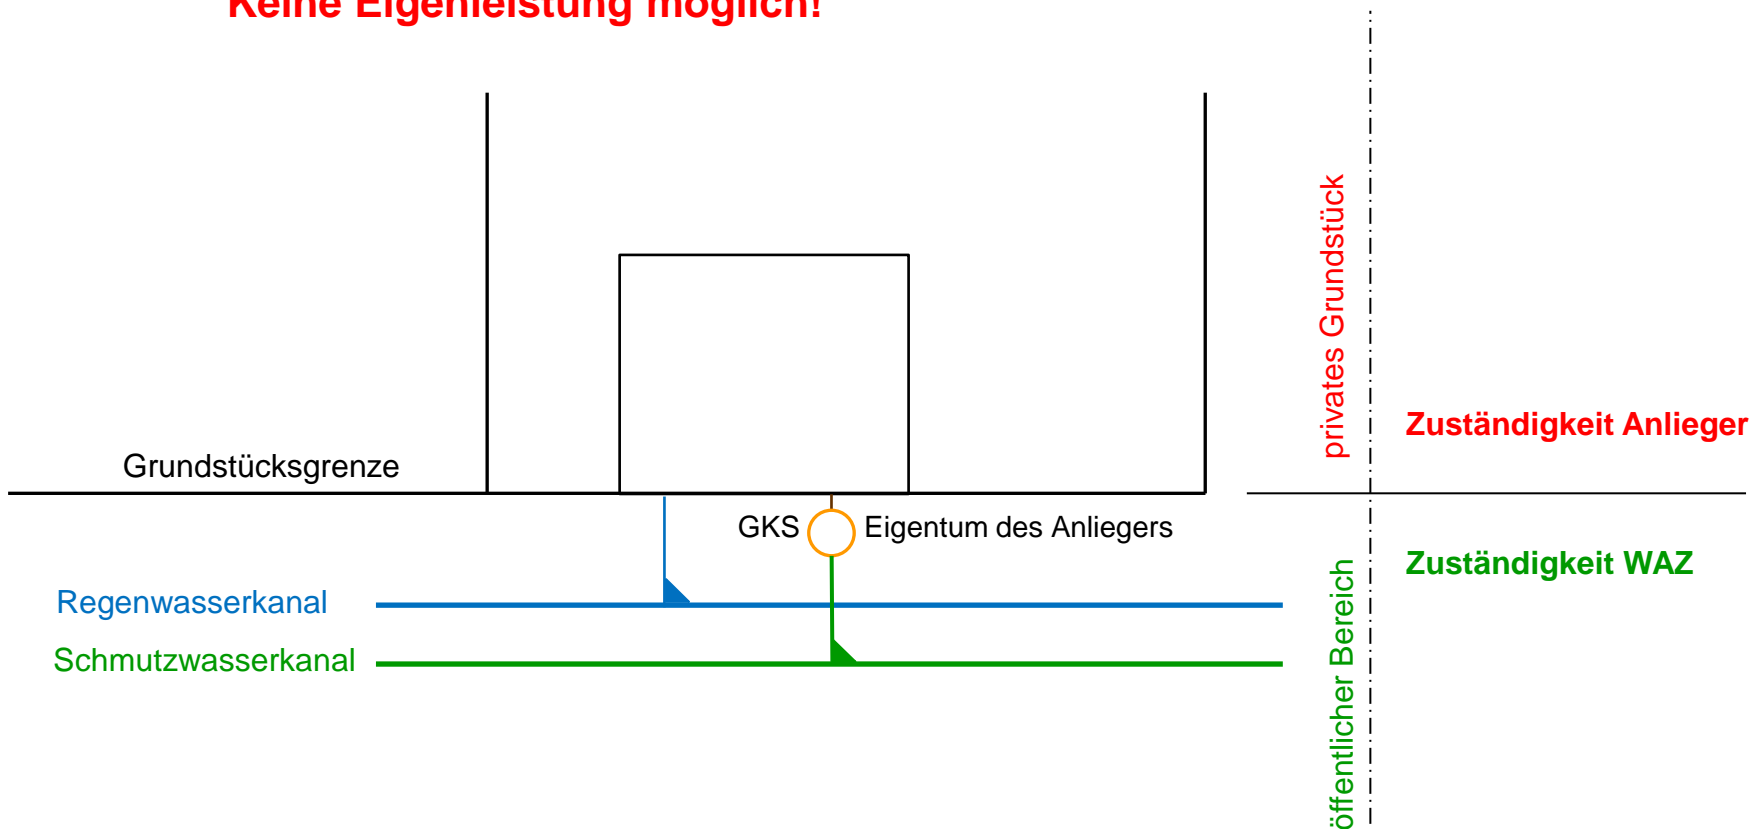 Keine Eigenleistung möglich!
privates Grundstück
Zuständigkeit Anlieger
Grundstücksgrenze
GKS
Eigentum des Anliegers
Zuständigkeit WAZ
öffentlicher Bereich
Regenwasserkanal
Schmutzwasserkanal